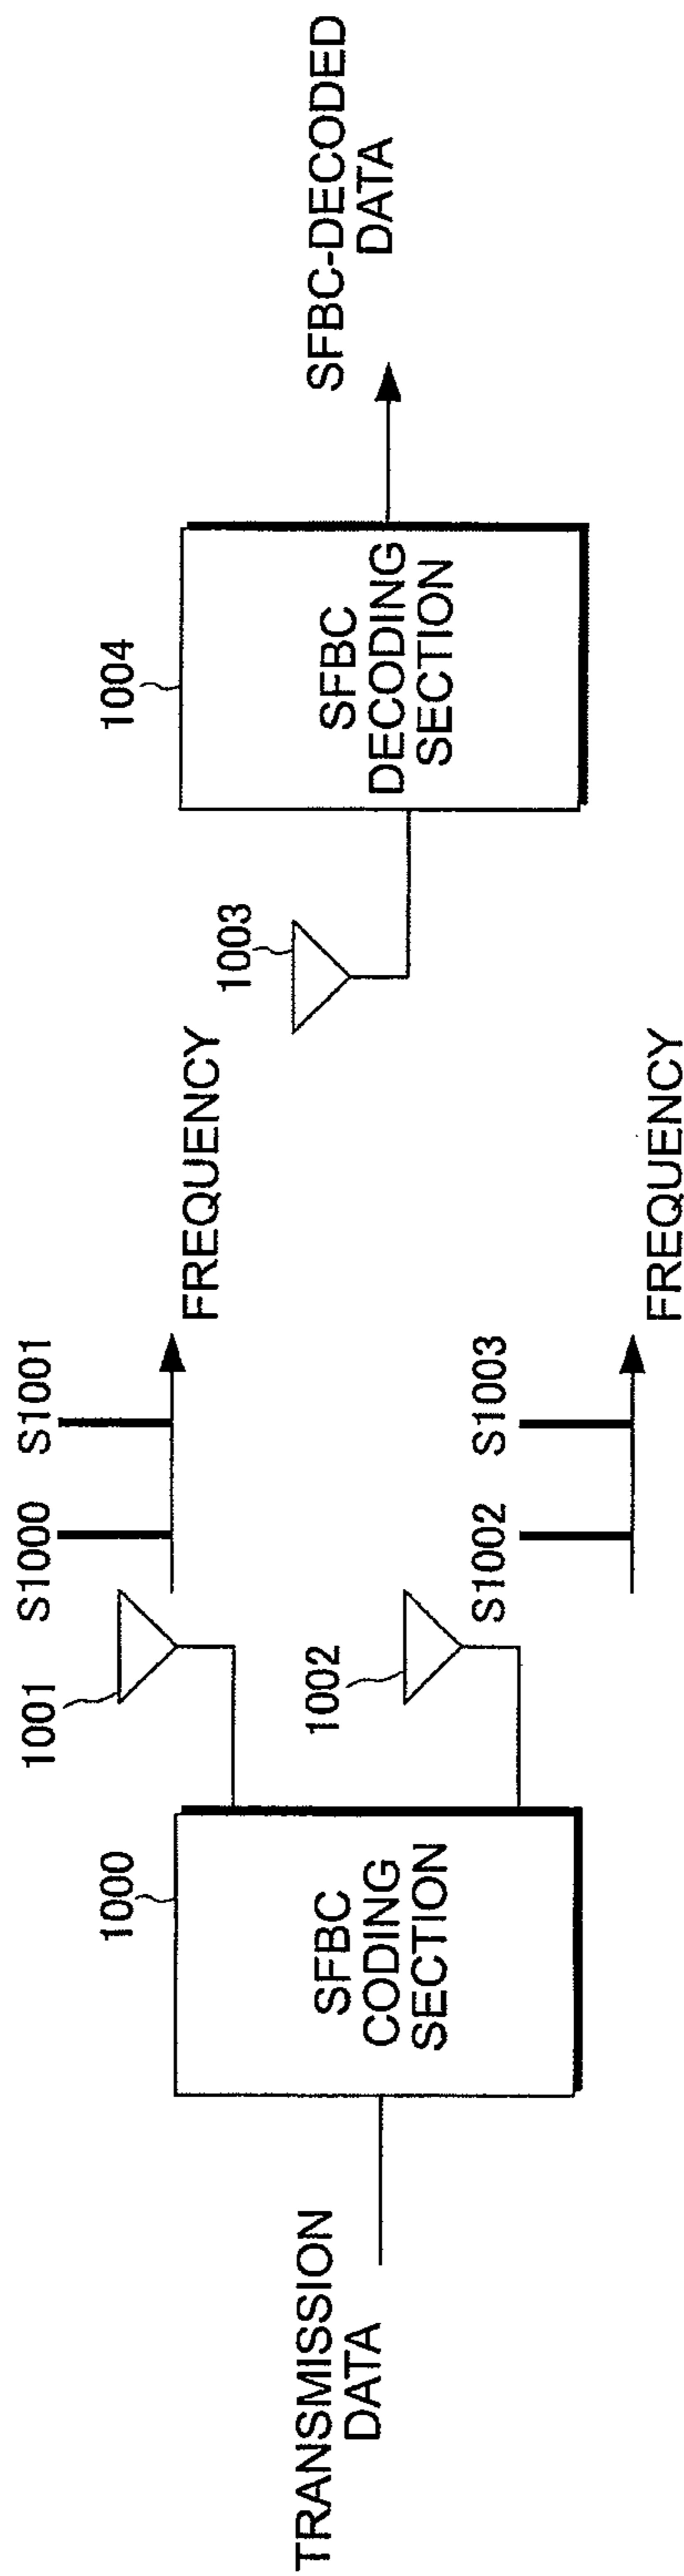 TRANSMISSION
DATA
1000
SFBC
CODING
SECTION
1001
1002
S1000
S1001
FREQUENCY
S1002
S1003
FREQUENCY
1003
1004
SFBC
DECODING
SECTION
SFBC-DECODED
DATA